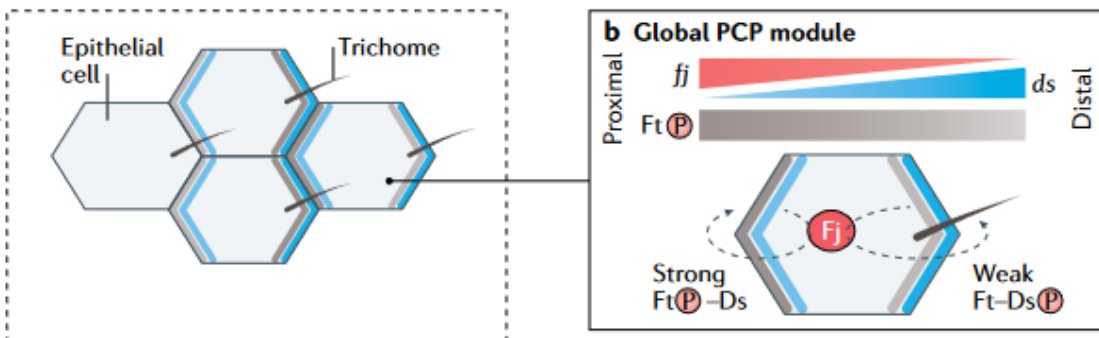 Epithelial
cell
Trichome
b Global PCP module
Proximal
fj
ds
Distal
Ft P
Fj
Strong
Ft P –Ds
Weak
Ft–Ds P